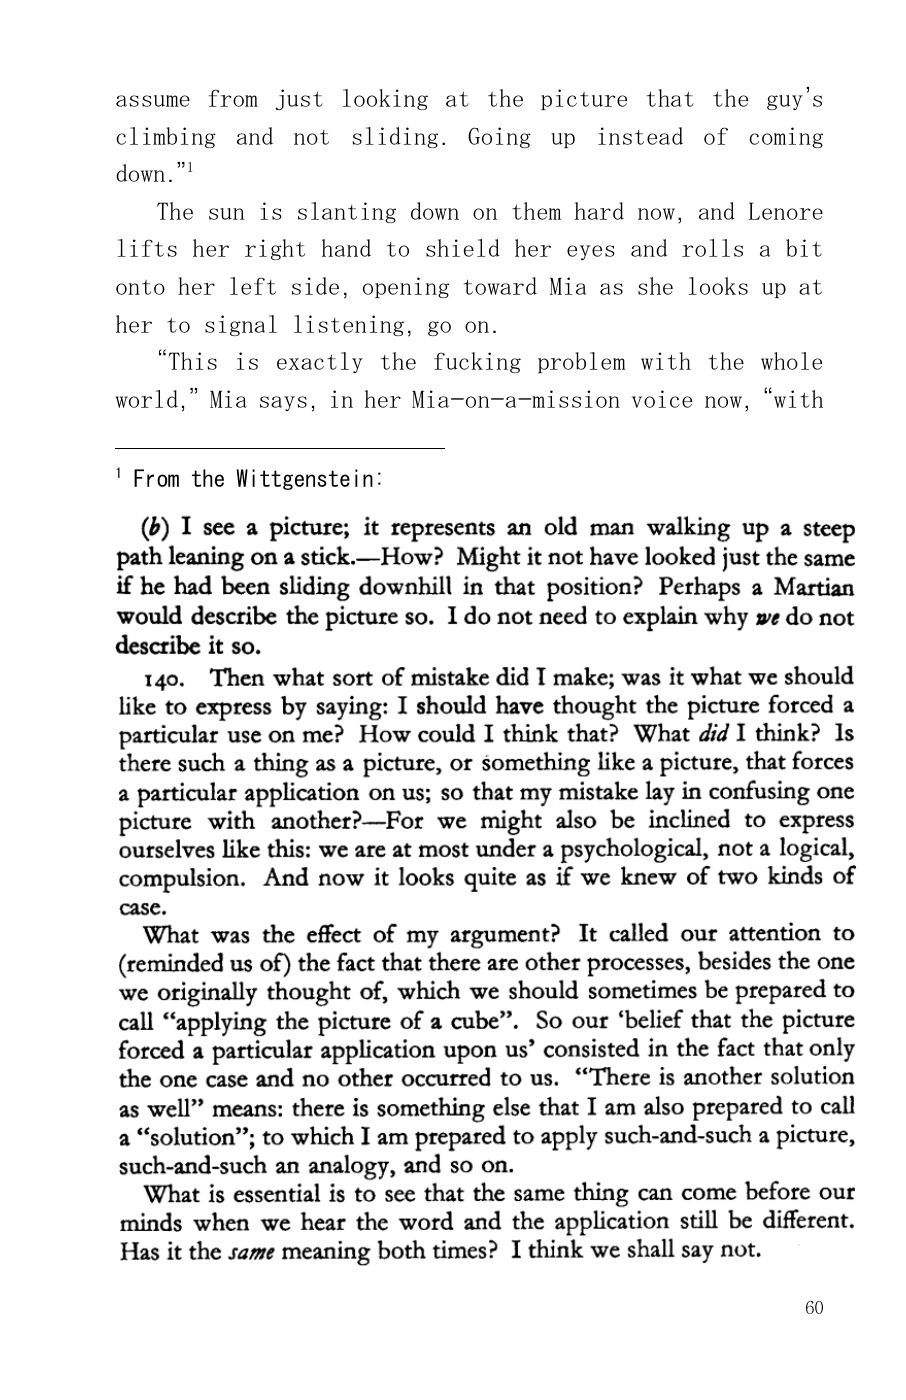 assume from just looking at the picture that the guy's
climbing and not sliding. Going up instead of coming
down.”1
The sun is slanting down on them hard now, and Lenore
lifts her right hand to shield her eyes and rolls a bit
onto her left side, opening toward Mia as she looks up at
her to signal listening, go on.
“This is exactly the fucking problem with the whole
world,” Mia says, in her Mia-on-a-mission voice now, “with
1 From the Wittgenstein:
(b) I see a picture; it represents an old man walking up a steep
path leaning on a stick.—How? Might it not have looked just the same
if he had been sliding downhill in that position? Perhaps a Martian
would describe the picture so. I do not need to explain why we do not
describe it so.
140. Then what sort of mistake did I make; was it what we should
like to express by saying: I should have thought the picture forced a
particular use on me? How could I think that? What did I think? Is
there such a thing as a picture, or something like a picture, that forces
a particular application on us; so that my mistake lay in confusing one
picture with another?—For we might also be inclined to express
ourselves like this: we are at most under a psychological, not a logical,
compulsion. And now it looks quite as if we knew of two kinds of
case.
What was the effect of my argument? It called our attention to
(reminded us of) the fact that there are other processes, besides the one
we originally thought of, which we should sometimes be prepared to
call “applying the picture of a cube”. So our ‘belief that the picture
forced a particular application upon us’ consisted in the fact that only
the one case and no other occurred to us. “There is another solution
as well” means: there is something else that I am also prepared to call
a “solution”; to which I am prepared to apply such-and-such a picture,
such-and-such an analogy, and so on.
What is essential is to see that the same thing can come before our
minds when we hear the word and the application still be different.
Has it the same meaning both times? I think we shall say not.
60